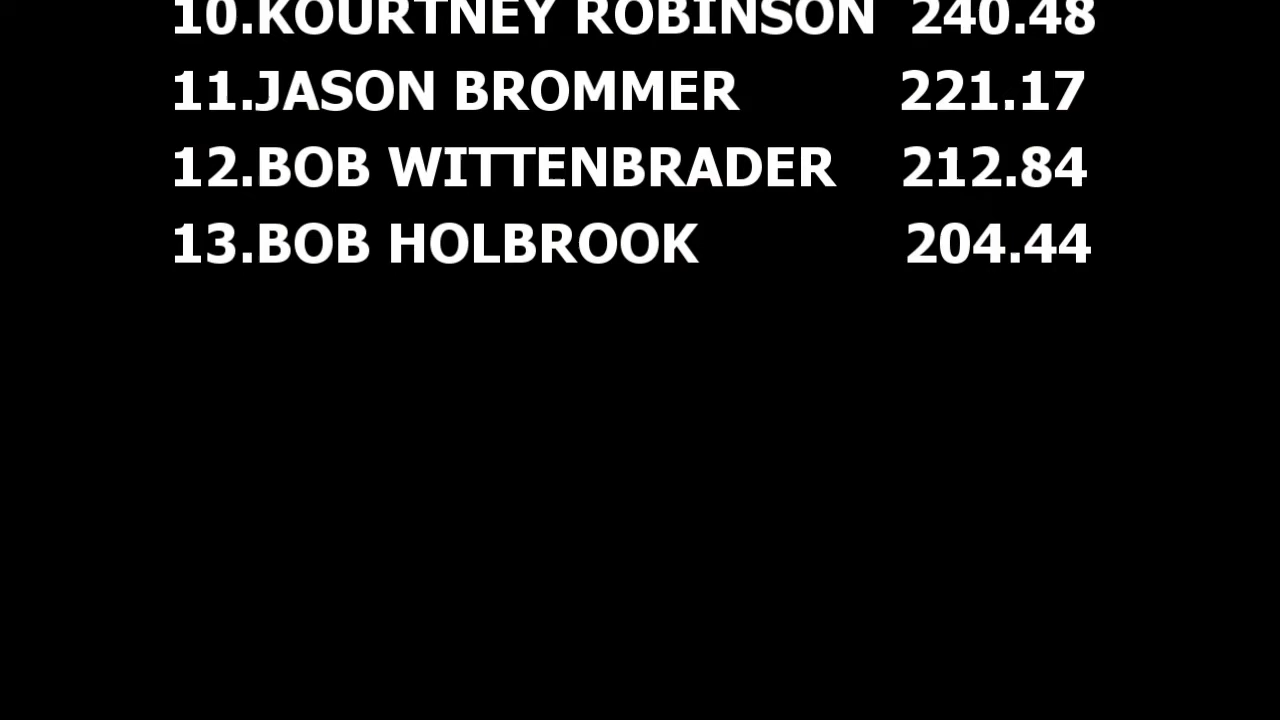 10.KOURTNEY ROBINSON 240.48
11.JASON BROMMER 221.17
12.BOB WITTENBRADER 212.84
13.BOB HOLBROOK 204.44